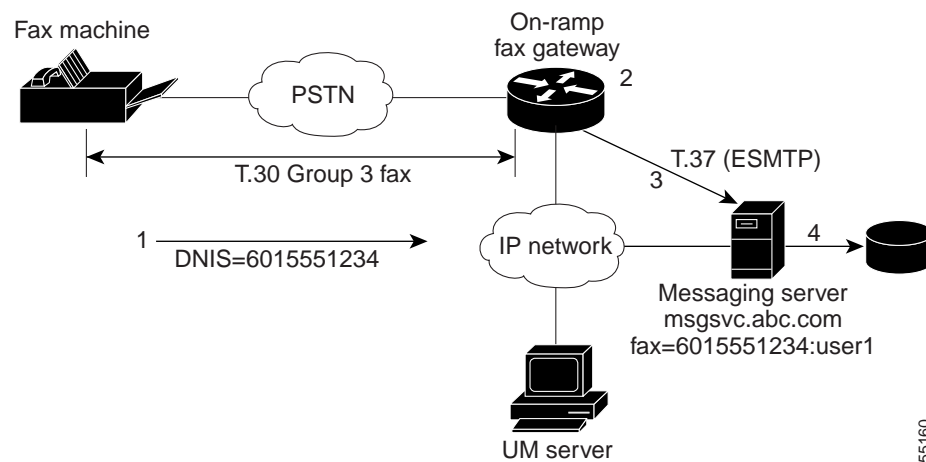 Fax machine
On-ramp
fax gateway
2
PSTN
T.30 Group 3 fax
T.37 (ESMTP)
3
1
DNIS=6015551234
IP network
4
Messaging server
msgsvc.abc.com
fax=6015551234:user1
UM server
55160